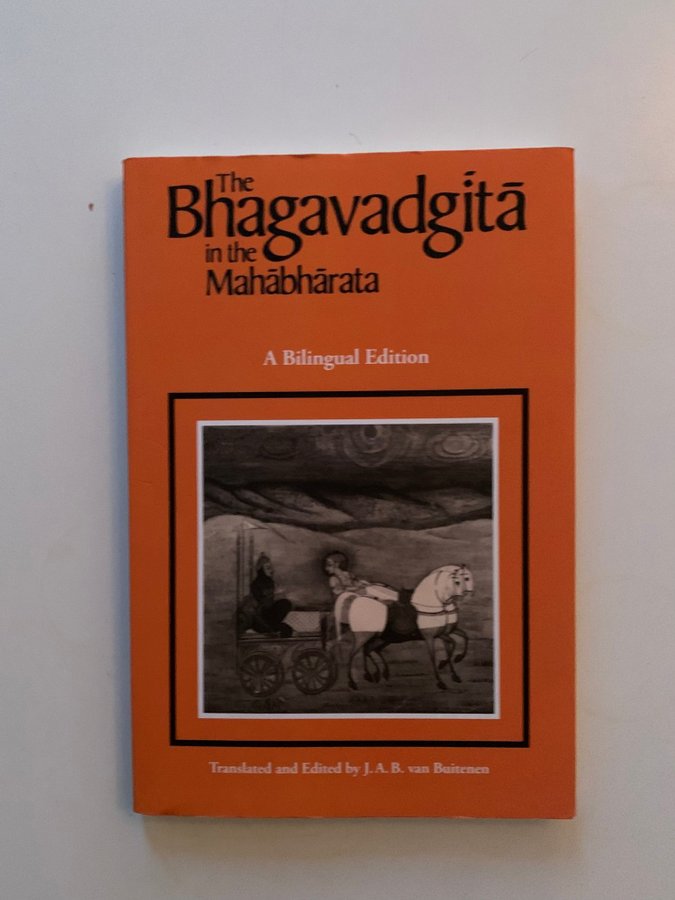 The
Bhagavadgītā
in the
Mahābhārata
A Bilingual Edition
Translated and Edited by J. A. B. van Buitenen